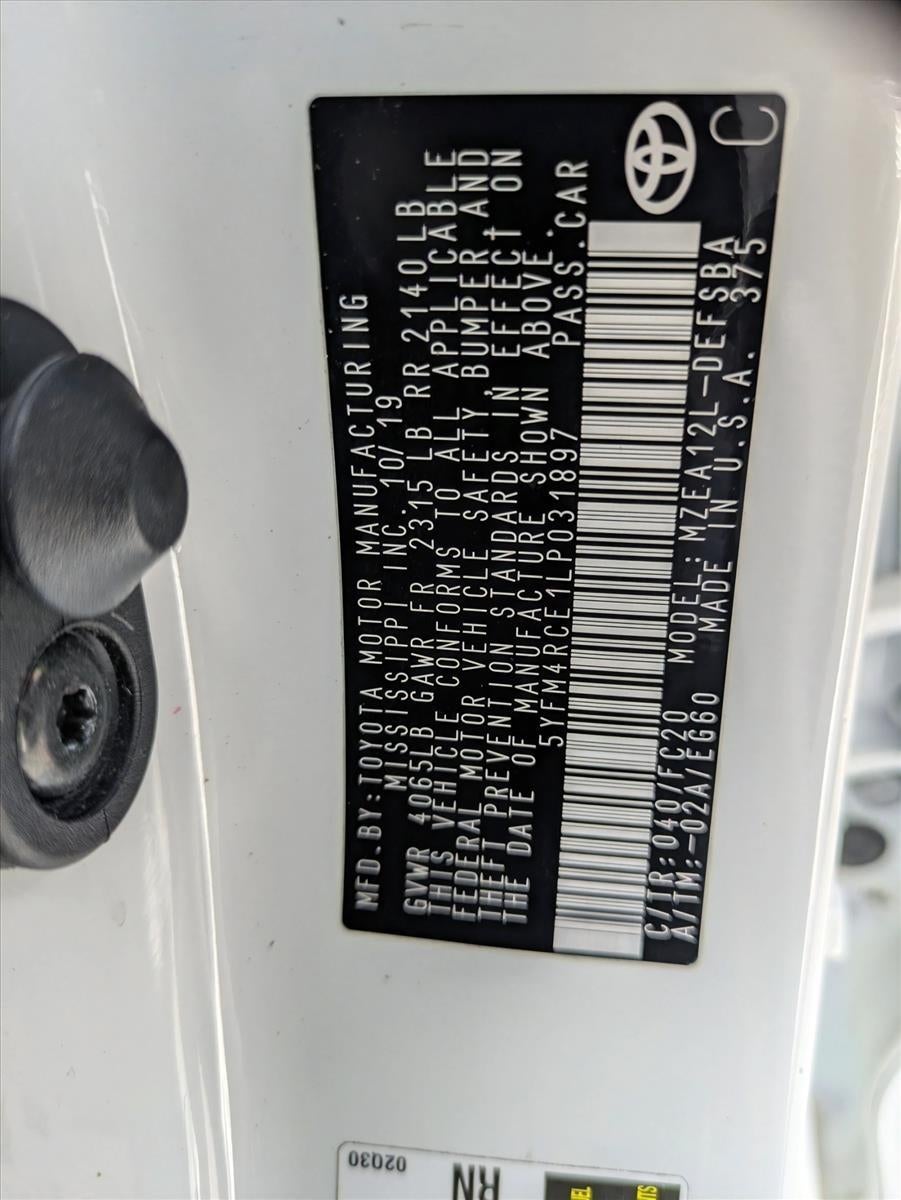 MFD.BY:TOYOTA MOTOR MANUFACTURING
MISSISSIPPI INC. 10/19
GVWR 4065LB GAWR FR 2315 LB RR 2140 LB
THIS VEHICLE CONFORMS TO ALL APPLICABLE
FEDERAL MOTOR VEHICLE SAFETY,BUMPER,AND
THEFT PREVENTION STANDARDS IN EFFECT ON
THE DATE OF MANUFACTURE SHOWN ABOVE.
5YFM4RCE1LP031897 PASS.CAR
C/TR:040/FC20 MODEL:MZEA12L-DEFSBA
A/TM:-02A/EG60 MADE IN U.S.A. 375
C
02Q30
RN